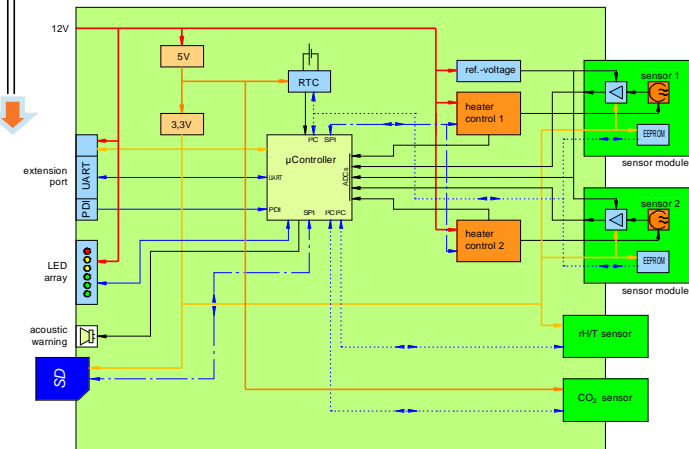 12V
5V
ref.-voltage
sensor 1
RTC
heater
control 1
3,3V
EEPROM
I²C SPI
µController
sensor module
extension
port
UART
UART
ADCs
PDI
PDI
SPI
I²C I²C
sensor 2
heater
control 2
EEPROM
LED
array
sensor module
acoustic
warning
rH/T sensor
SD
CO₂ sensor